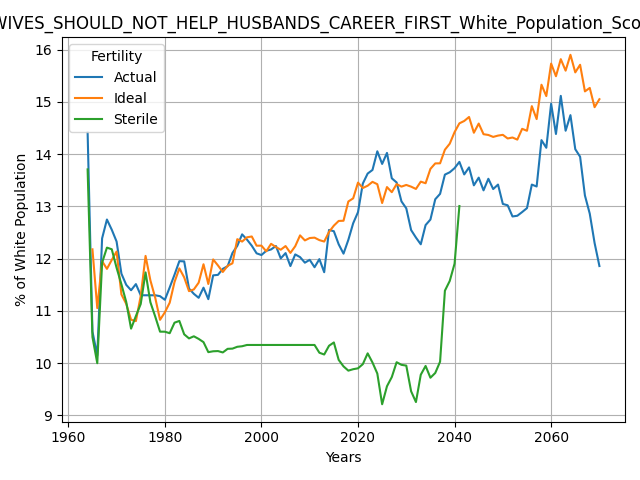 WIVES_SHOULD_NOT_HELP_HUSBANDS_CAREER_FIRST_White_Population_Sco
Fertility
Actual
Ideal
Sterile
16
15
14
13
12
11
10
9
% of White Population
1960
1980
2000
2020
2040
2060
Years